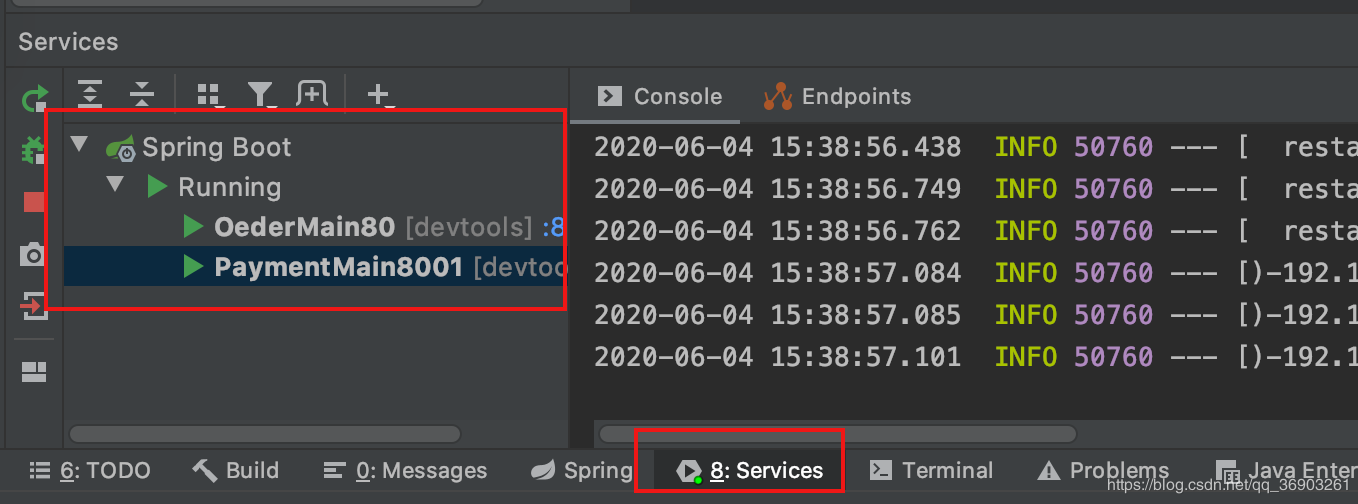 Services
Console Endpoints
Spring Boot
Running
OederMain80 [devtools] :8
PaymentMain8001 [devtoo
2020-06-04 15:38:56.438 INFO 50760 --- [ resta
2020-06-04 15:38:56.749 INFO 50760 --- [ resta
2020-06-04 15:38:56.762 INFO 50760 --- [ resta
2020-06-04 15:38:57.084 INFO 50760 --- [)-192.1
2020-06-04 15:38:57.085 INFO 50760 --- [)-192.1
2020-06-04 15:38:57.101 INFO 50760 --- [)-192.1
6: TODO Build 0: Messages Spring 8: Services Terminal Problems Java Enter
https://blog.csdn.net/qq_36903261